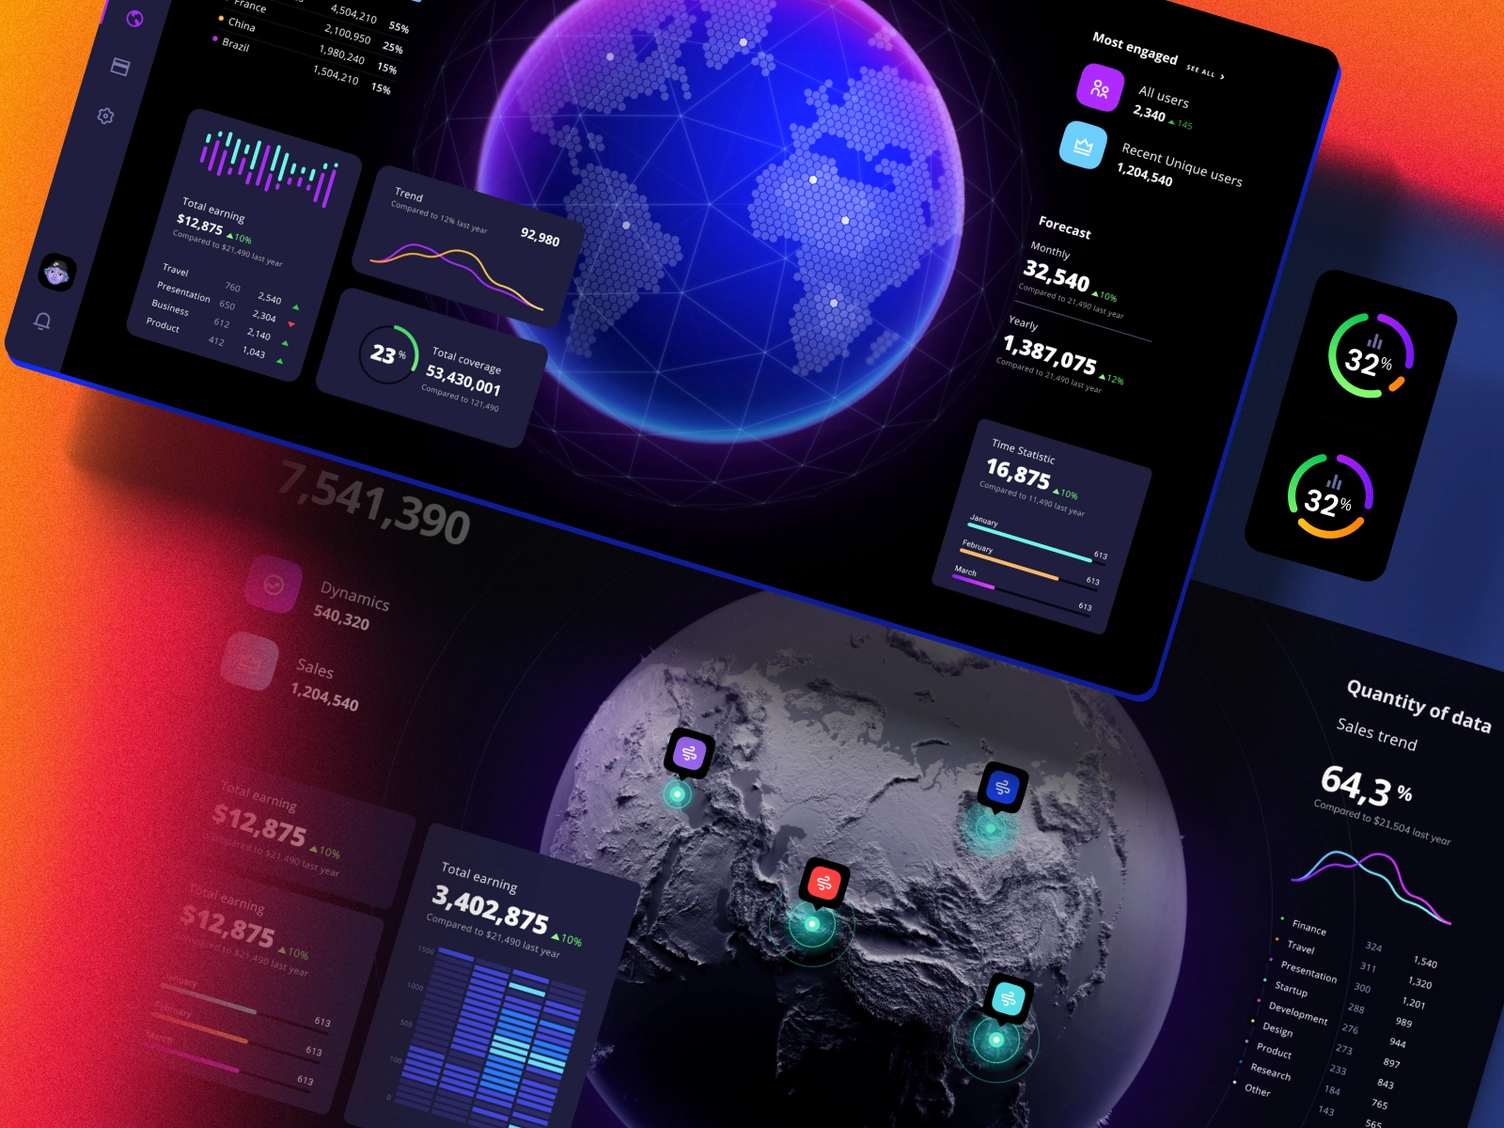 France
China
Brazil
4,504,210 55%
2,100,950 25%
1,980,240 15%
1,504,210 15%
Total earning
$12,875 10%
Compared to $21,490 last year
Travel 760 2,540
Presentation 650 2,304
Business 612 2,140
Product 412 1,043
Trend
Compared to 12% last year
92,980
23%
Total coverage
53,430,001
Compared to 121,490
Most engaged SEE ALL
All users
2,340 145
Recent Unique users
1,204,540
Forecast
Monthly
32,540 10%
Compared to 21,490 last year
Yearly
1,387,075 12%
Compared to 21,490 last year
Time Statistic
16,875 10%
Compared to 11,490 last year
January 613
February 613
March 613
32%
32%
7,541,390
Dynamics
540,320
Sales
1,204,540
Total earning
$12,875 10%
Compared to $21,490 last year
Total earning
$12,875 10%
Compared to $21,490 last year
January 613
February 613
March 613
Total earning
3,402,875 10%
Compared to $21,490 last year
1500
1000
500
100
0
Quantity of data
Sales trend
64,3 %
Compared to $21,504 last year
Finance 324 1,540
Travel 311 1,320
Presentation 300 1,201
Startup 288 989
Development 276 944
Design 273 897
Product 233 843
Research 184 765
Other 143 565